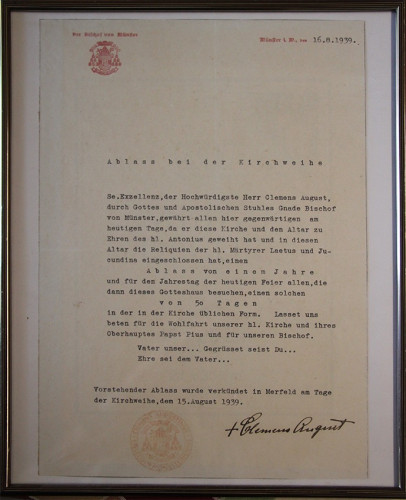 Der Bischof von Münster
Münster i. W., den 16.8.1939.
Ablass bei der Kirchweihe
Se.Exzellenz,der Hochwürdigste Herr Clemens August,
durch Gottes und Apostolischen Stuhles Gnade Bischof
von Münster,gewährt allen hier gegenwärtigen am
heutigen Tage,da er diese Kirche und den Altar zu
Ehren des hl. Antonius geweiht hat und in diesen
Altar die Reliquien der hl. Märtyrer Laetus und Ju-
cundina eingeschlossen hat,einen
Ablass von einem Jahre
und für den Jahrestag der heutigen Feier allen,die
dann dieses Gotteshaus besuchen,einen solchen
von 50 Tagen
in der in der Kirche üblichen Form. Lasset uns
beten für die Wohlfahrt unserer hl. Kirche und ihres
Oberhauptes Papst Pius und für unseren Bischof.
Vater unser... Gegrüsset seist Du...
Ehre sei dem Vater...
Vorstehender Ablass wurde verkündet in Merfeld am Tage
der Kirchweihe,dem 15.August 1939.
+Clemens August